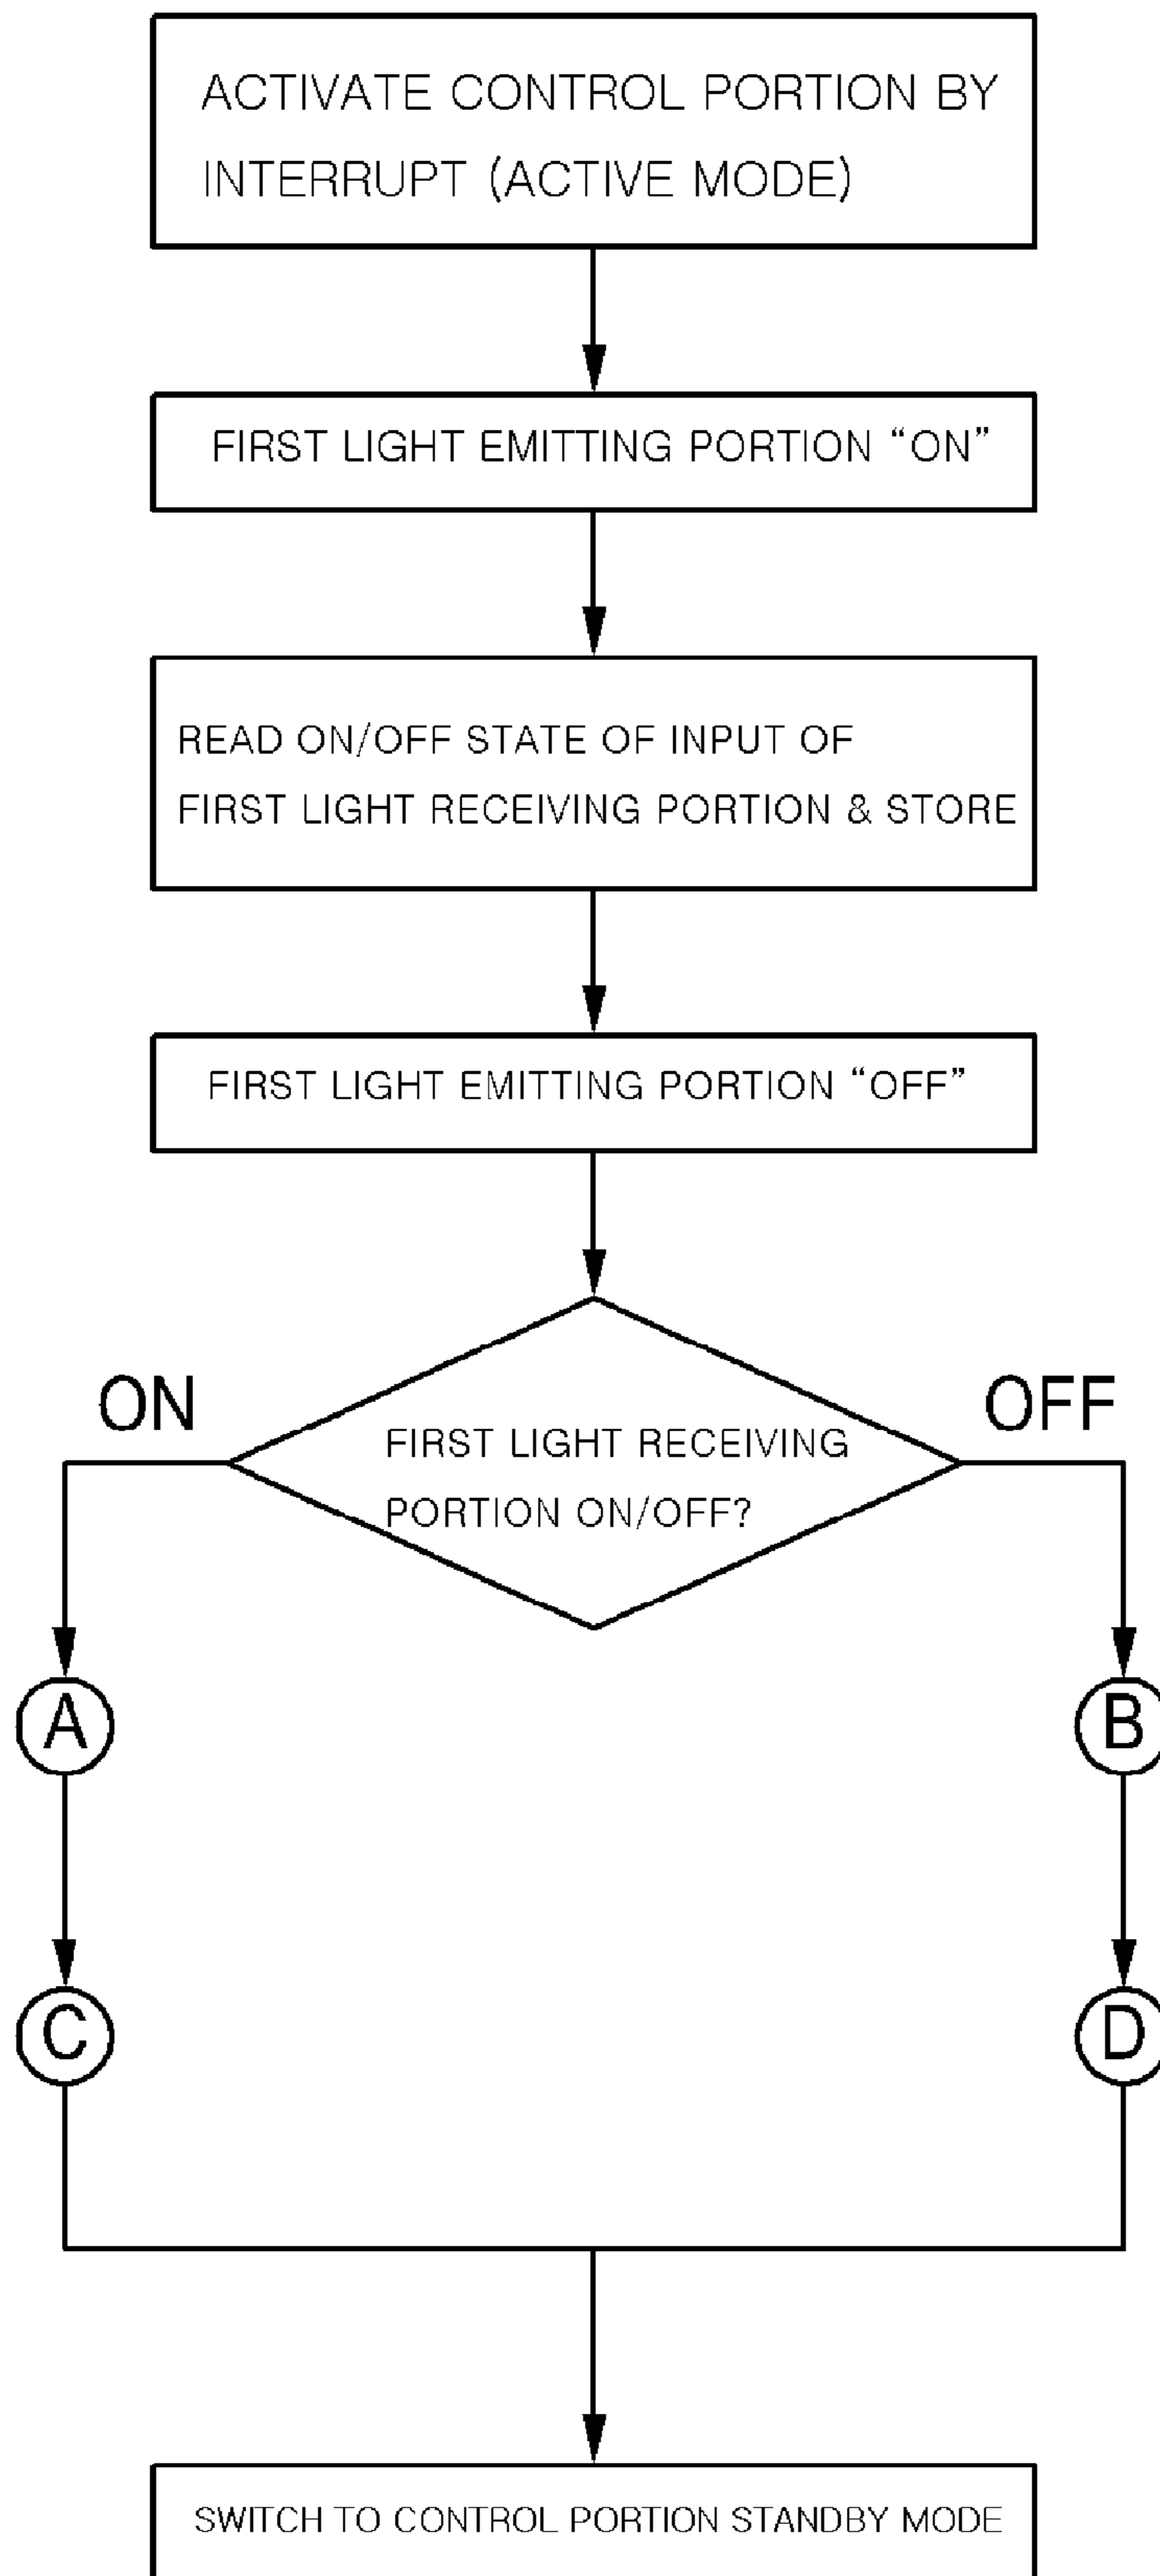 ACTIVATE CONTROL PORTION BY
INTERRUPT (ACTIVE MODE)
FIRST LIGHT EMITTING PORTION “ON”
READ ON/OFF STATE OF INPUT OF
FIRST LIGHT RECEIVING PORTION & STORE
FIRST LIGHT EMITTING PORTION “OFF”
ON
OFF
FIRST LIGHT RECEIVING
PORTION ON/OFF?
A
B
C
D
SWITCH TO CONTROL PORTION STANDBY MODE